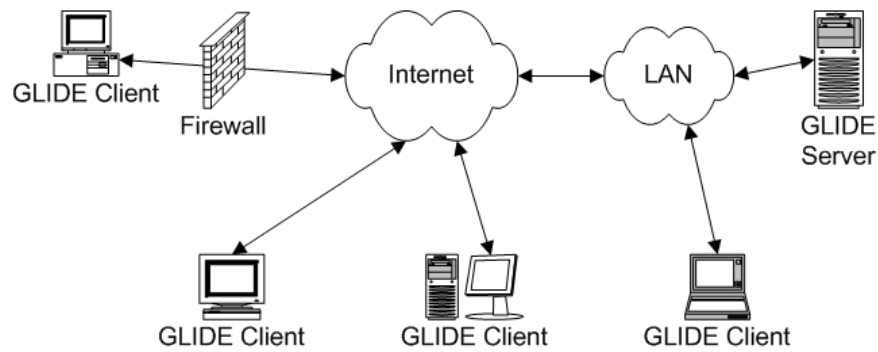 Internet
LAN
GLIDE Client
Firewall
GLIDE
Server
GLIDE Client
GLIDE Client
GLIDE Client